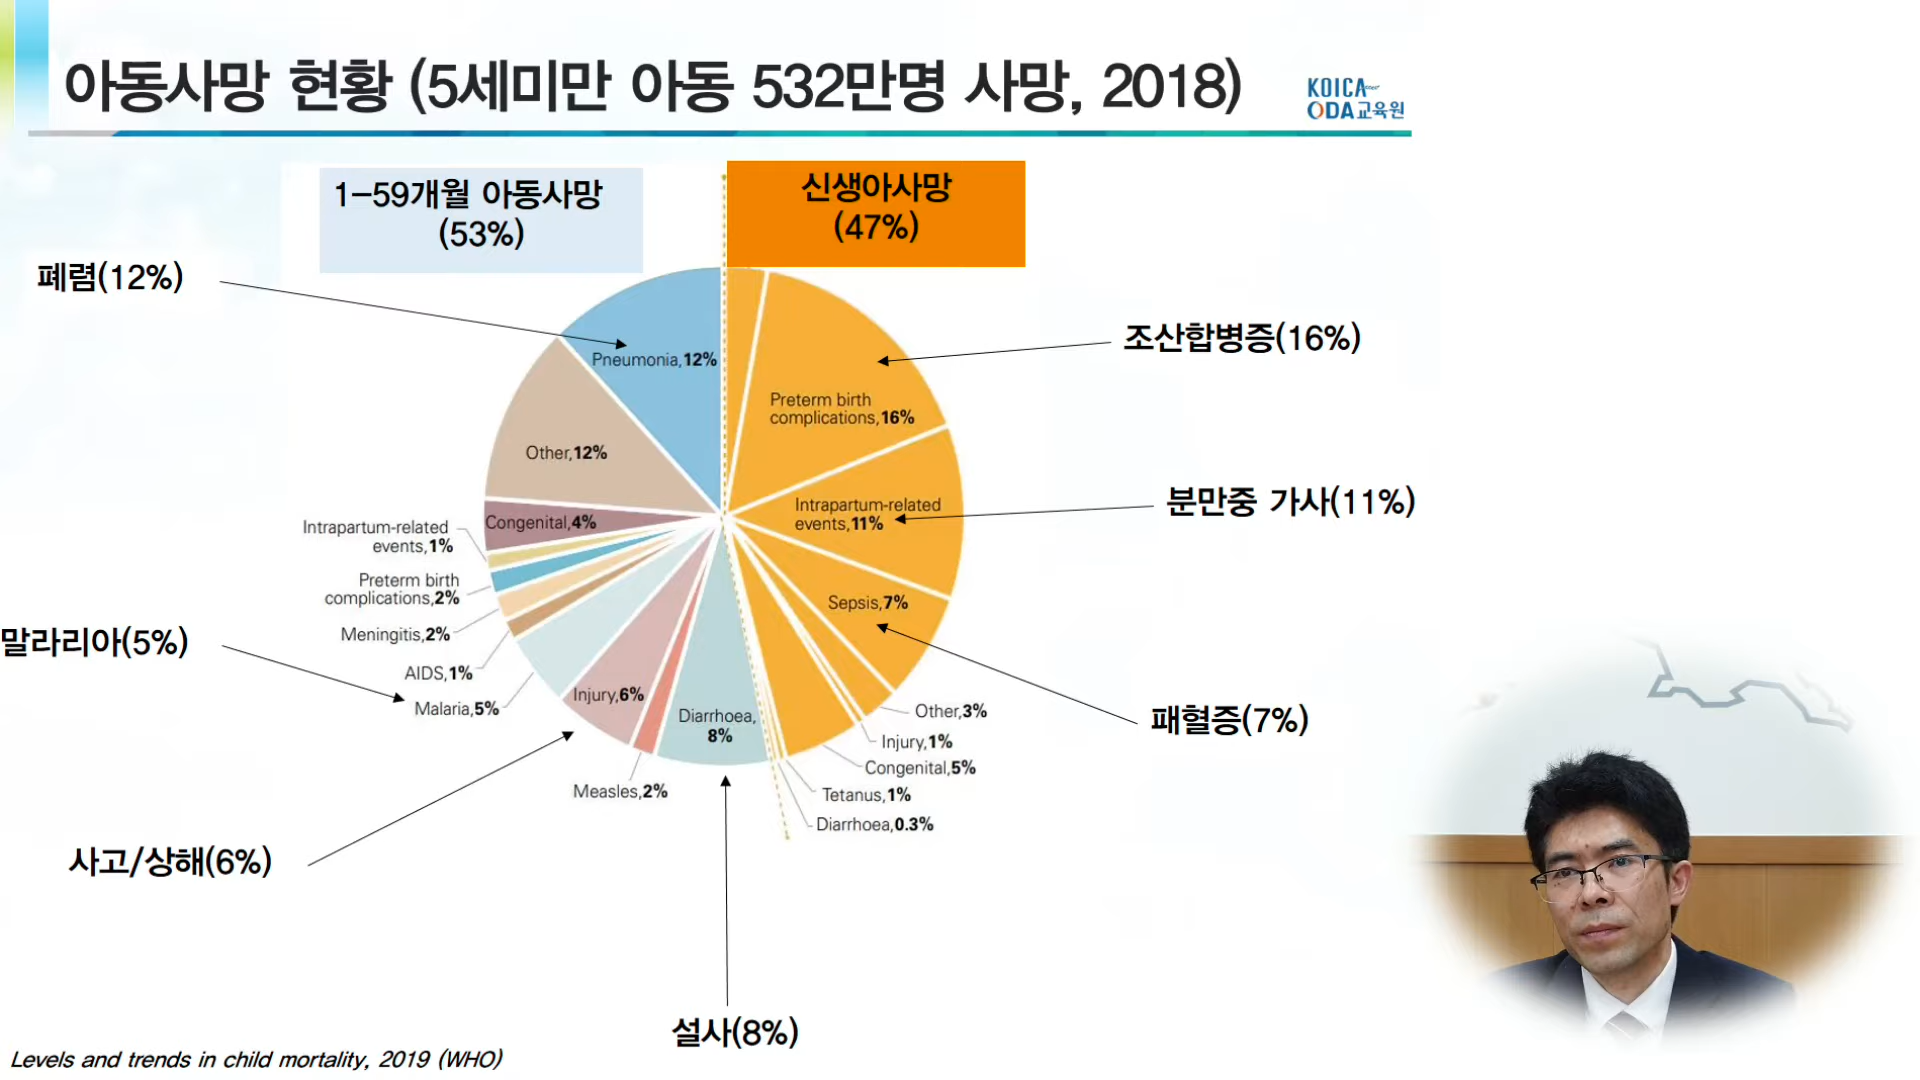 아동사망 현황 (5세미만 아동 532만명 사망, 2018)
KOICA
ODA교육원
1–59개월 아동사망
(53%)
신생아사망
(47%)
폐렴(12%)
조산합병증(16%)
Pneumonia,12%
Preterm birth
complications,16%
Other,12%
분만중 가사(11%)
Intrapartum-related
events,11%
Congenital,4%
Intrapartum-related
events,1%
Preterm birth
complications,2%
Sepsis,7%
Meningitis,2%
말라리아(5%)
AIDS,1%
Malaria,5%
Injury,6%
Diarrhoea,
8%
Other,3%
패혈증(7%)
Injury,1%
Congenital,5%
Measles,2%
Tetanus,1%
Diarrhoea,0.3%
사고/상해(6%)
설사(8%)
Levels and trends in child mortality, 2019 (WHO)